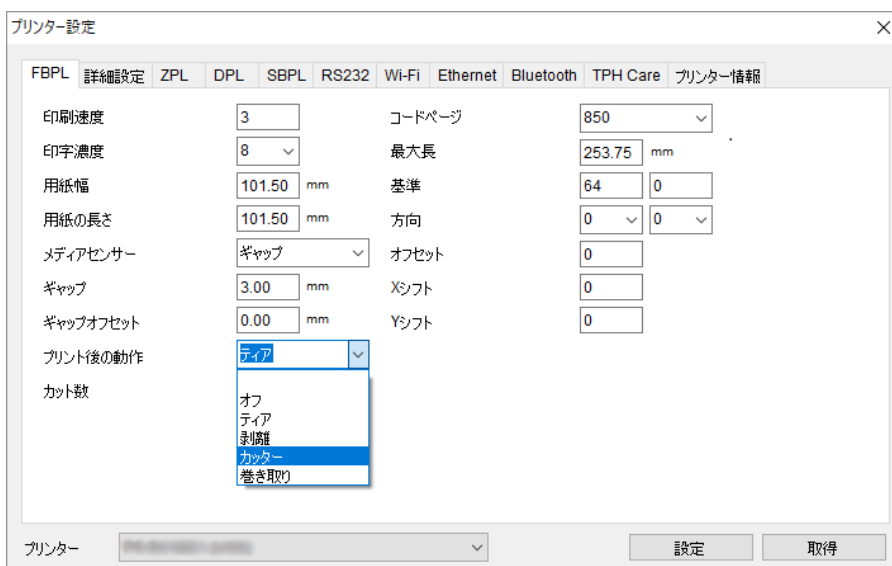 プリンター設定
FBPL 詳細設定 ZPL DPL SBPL RS232 Wi-Fi Ethernet Bluetooth TPH Care プリンター情報
印刷速度 3 コードページ 850
印字濃度 8 最大長 253.75 mm
用紙幅 101.50 mm 基準 64 0
用紙の長さ 101.50 mm 方向 0 0
メディアセンサー ギャップ オフセット 0
ギャップ 3.00 mm Xシフト 0
ギャップオフセット 0.00 mm Yシフト 0
プリント後の動作 ティア
カット数
オフ
ティア
剥離
カッター
巻き取り
プリンター 設定 取得